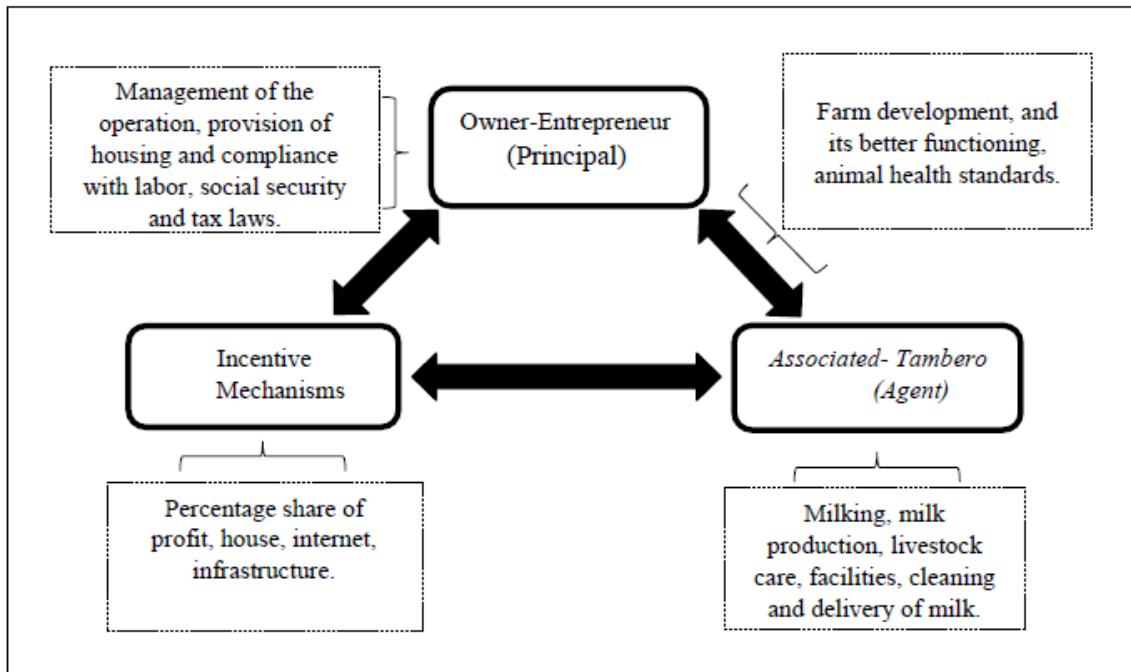 Management of the
operation, provision of
housing and compliance
with labor, social security
and tax laws.
Owner-Entrepreneur
(Principal)
Farm development, and
its better functioning,
animal health standards.
Incentive
Mechanisms
Associated- Tambero
(Agent)
Percentage share of
profit, house, internet,
infrastructure.
Milking, milk
production, livestock
care, facilities, cleaning
and delivery of milk.